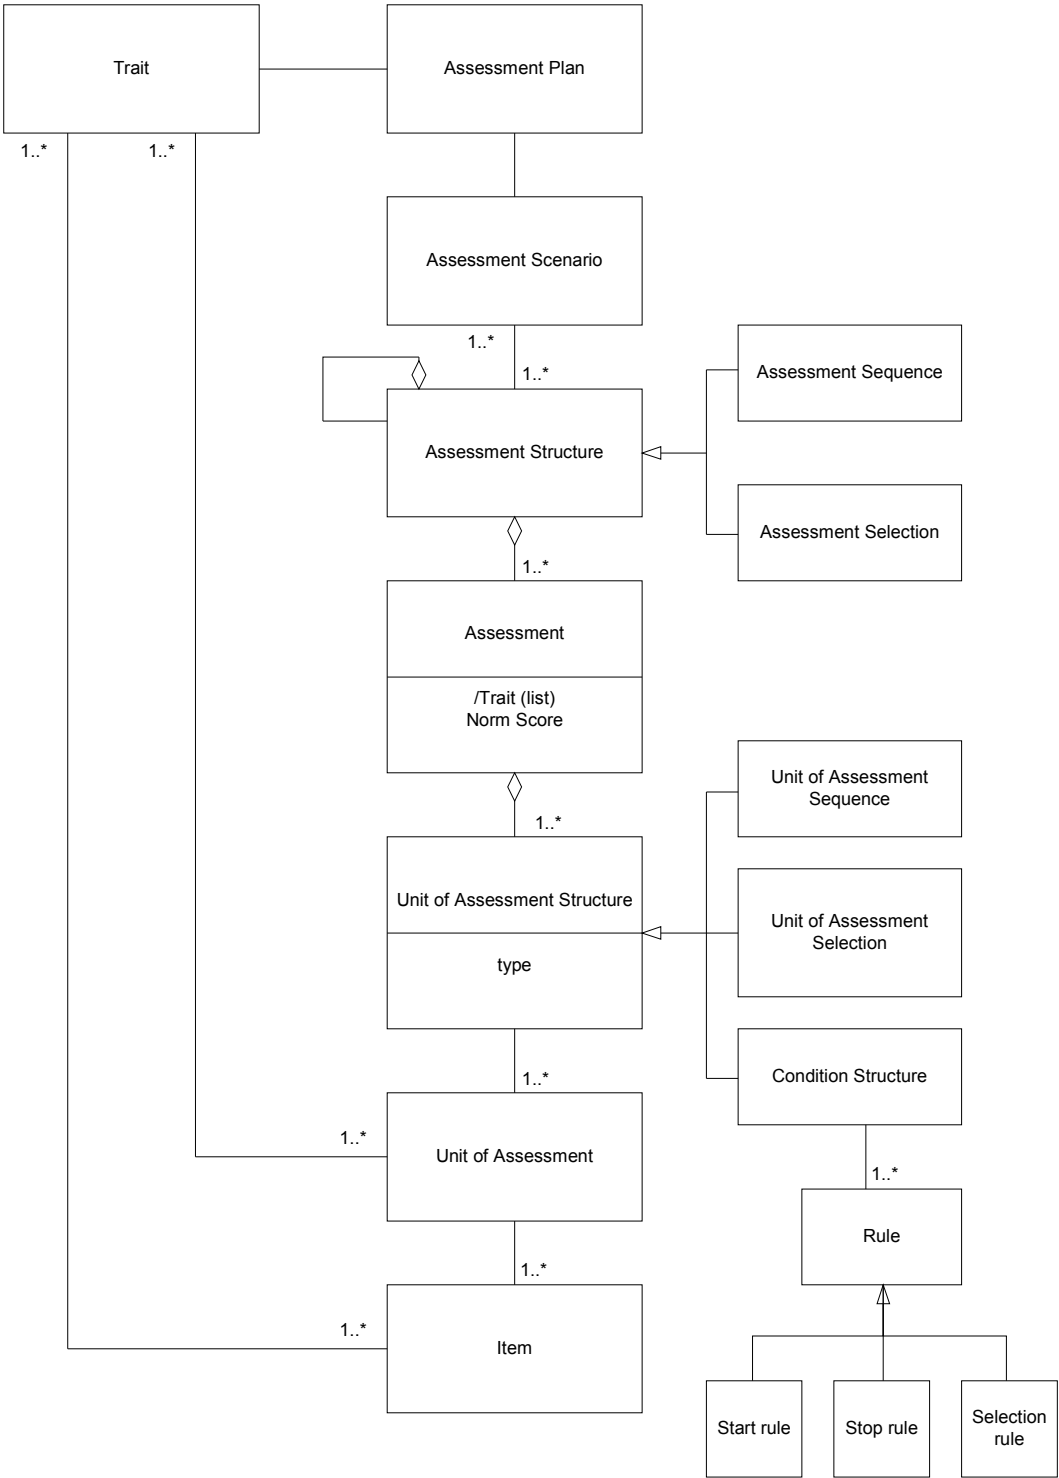 Trait
Assessment Plan
1..*
1..*
Assessment Scenario
1..*
1..*
Assessment Sequence
Assessment Structure
Assessment Selection
1..*
Assessment
/Trait (list)
Norm Score
Unit of Assessment
Sequence
1..*
Unit of Assessment Structure
Unit of Assessment
Selection
type
Condition Structure
1..*
1..*
Unit of Assessment
1..*
Rule
1..*
1..*
Item
Start rule
Stop rule
Selection
rule